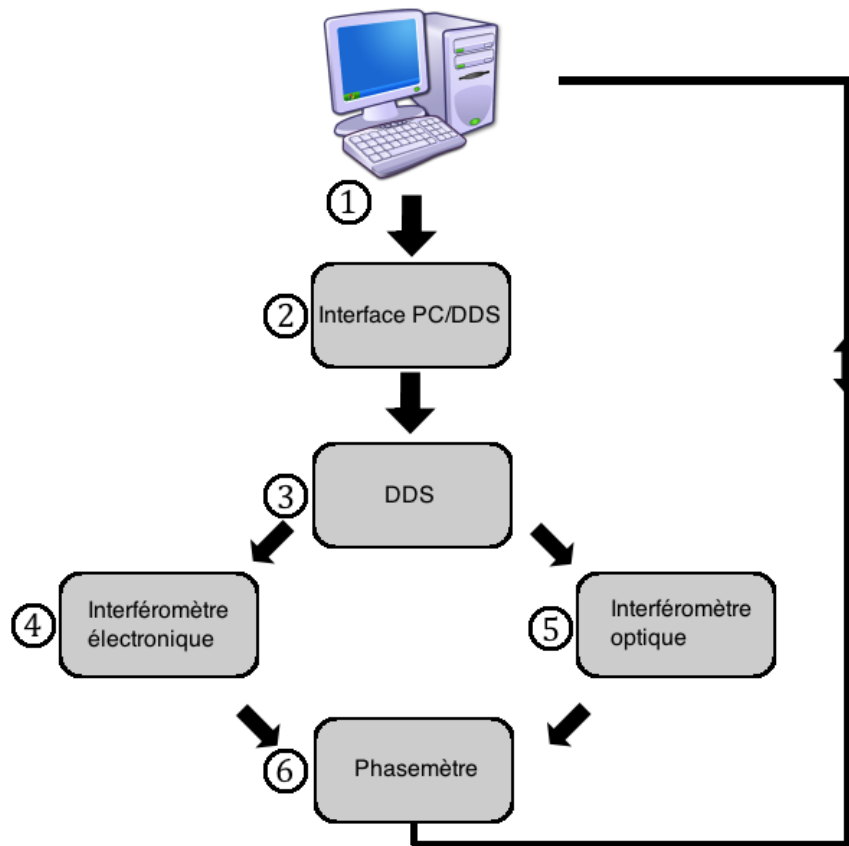 ①
② Interface PC/DDS
③ DDS
④ Interféromètre
électronique
⑤ Interféromètre
optique
⑥ Phasemètre